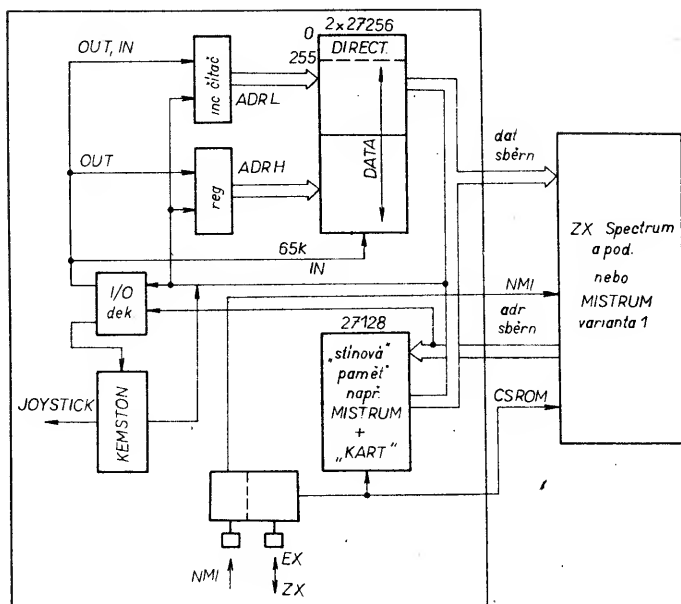 2x27256
0
DIRECT.
255
OUT, IN
inc čítač
ADRL
DATA
OUT
reg
ADRH
65k
IN
I/O
dek
dat
sběrn
ZX Spectrum
a pod.
nebo
MISTRUM
varianta 1
NMI
adr
sběrn
27128
„stínová"
paměť
např.
MISTRUM
+
„KART"
CSROM
JOYSTICK
KEMSTON
NMI
EX
ZX